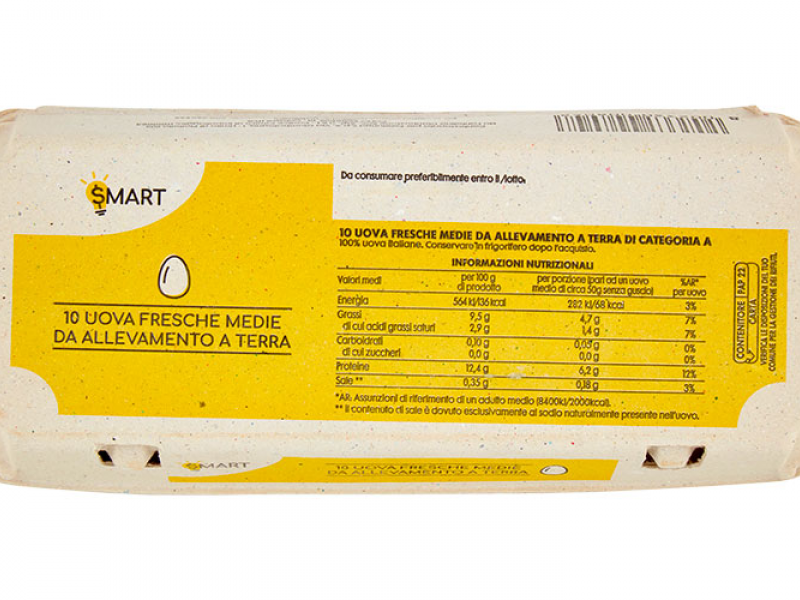 SMART
10 UOVA FRESCHE MEDIE
DA ALLEVAMENTO A TERRA
Da consumare preferibilmente entro il /lotto:
10 UOVA FRESCHE MEDIE DA ALLEVAMENTO A TERRA DI CATEGORIA A
100% uova italiane. Conservare in frigorifero dopo l'acquisto.
INFORMAZIONI NUTRIZIONALI
Valori medi per 100 g di prodotto per porzione (pari ad un uovo medio di circa 50g senza guscio) %AR* per uovo
Energia 564 kJ/136 kcal 282 kJ/68 kcal 3%
Grassi 9,5 g 4,7 g 7%
di cui acidi grassi saturi 2,9 g 1,4 g 7%
Carboidrati 0,10 g 0,05 g 0%
di cui zuccheri 0,0 g 0,0 g 0%
Proteine 12,4 g 6,2 g 12%
Sale ** 0,35 g 0,18 g 3%
*AR: Assunzioni di riferimento di un adulto medio (8400kJ/2000kcal).
** Il contenuto di sale è dovuto esclusivamente al sodio naturalmente presente nell'uovo.
CONTENITORE PAP 22
CARTA
VERIFICA LE DISPOSIZIONI DEL TUO
COMUNE PER LA GESTIONE DEI RIFIUTI.
SMART
10 UOVA FRESCHE MEDIE
DA ALLEVAMENTO A TERRA